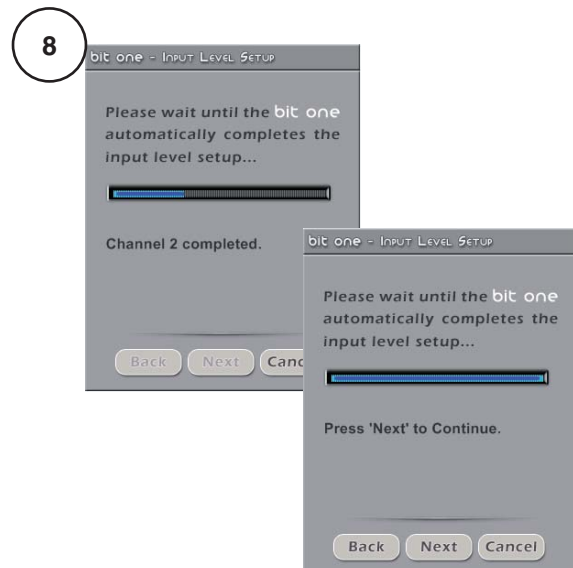 8
bit one - Input Level Setup
Please wait until the bit one
automatically completes the
input level setup...
Channel 2 completed.
Back Next Canc
bit one - Input Level Setup
Please wait until the bit one
automatically completes the
input level setup...
Press 'Next' to Continue.
Back Next Cancel